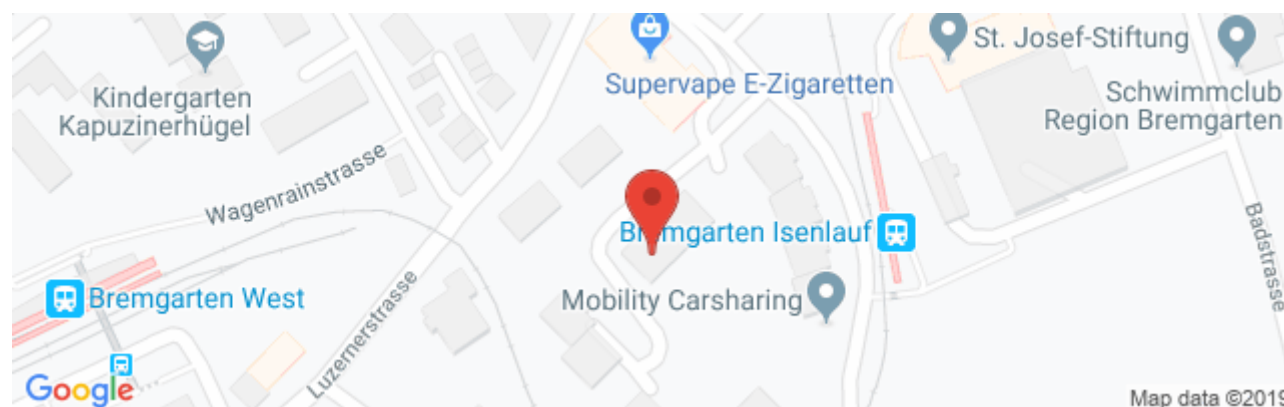 St. Josef-Stiftung
Supervape E-Zigaretten
Kindergarten
Kapuzinerhügel
Schwimmclub
Region Bremgarten
Wagenrainstrasse
Bremgarten Isenlauf
Badstrasse
Bremgarten West
Mobility Carsharing
Luzernerstrasse
Google
Map data ©2019